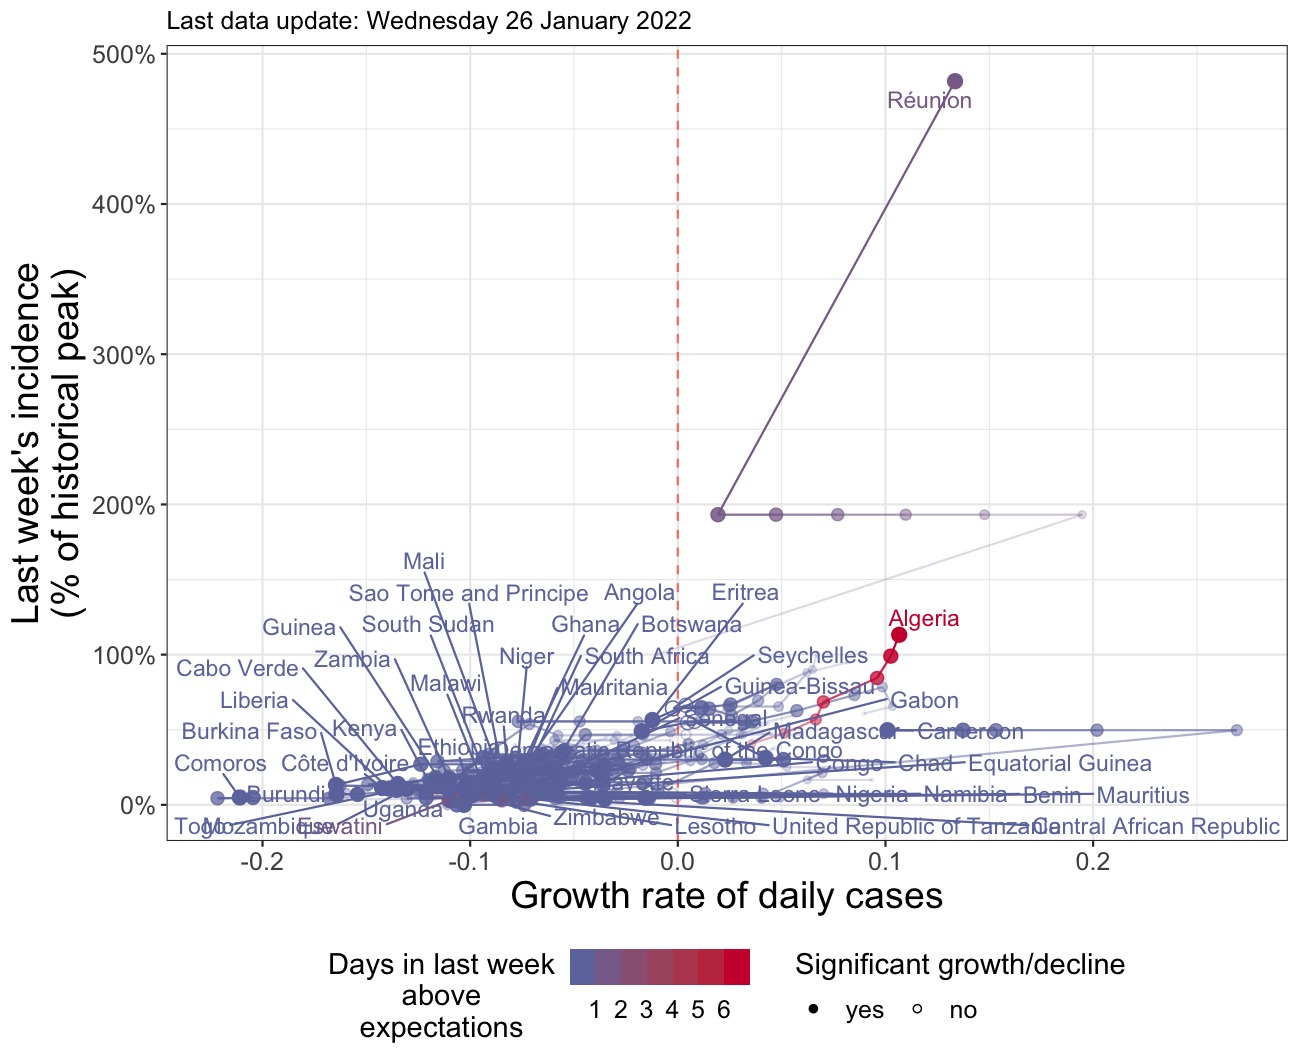 Last data update: Wednesday 26 January 2022
500%
400%
300%
200%
100%
0%
Last week's incidence
(% of historical peak)
Réunion
Algeria
Mali
Sao Tome and Principe
Angola
Eritrea
Guinea
South Sudan
Ghana
Botswana
Zambia
Niger
South Africa
Seychelles
Cabo Verde
Malawi
Mauritania
Guinea-Bissau
Liberia
Rwanda
Senegal
Gabon
Burkina Faso
Kenya
Madagascar
Cameroon
Ethiopia
Democratic Republic of the Congo
Comoros
Côte d'Ivoire
Congo
Chad
Equatorial Guinea
Burundi
Sierra Leone
Nigeria
Namibia
Benin
Mauritius
Uganda
Zimbabwe
Togo
Mozambique
Eswatini
Gambia
Lesotho
United Republic of Tanzania
Central African Republic
-0.2
-0.1
0.0
0.1
0.2
Growth rate of daily cases
Days in last week
above
expectations
1 2 3 4 5 6
Significant growth/decline
yes
no